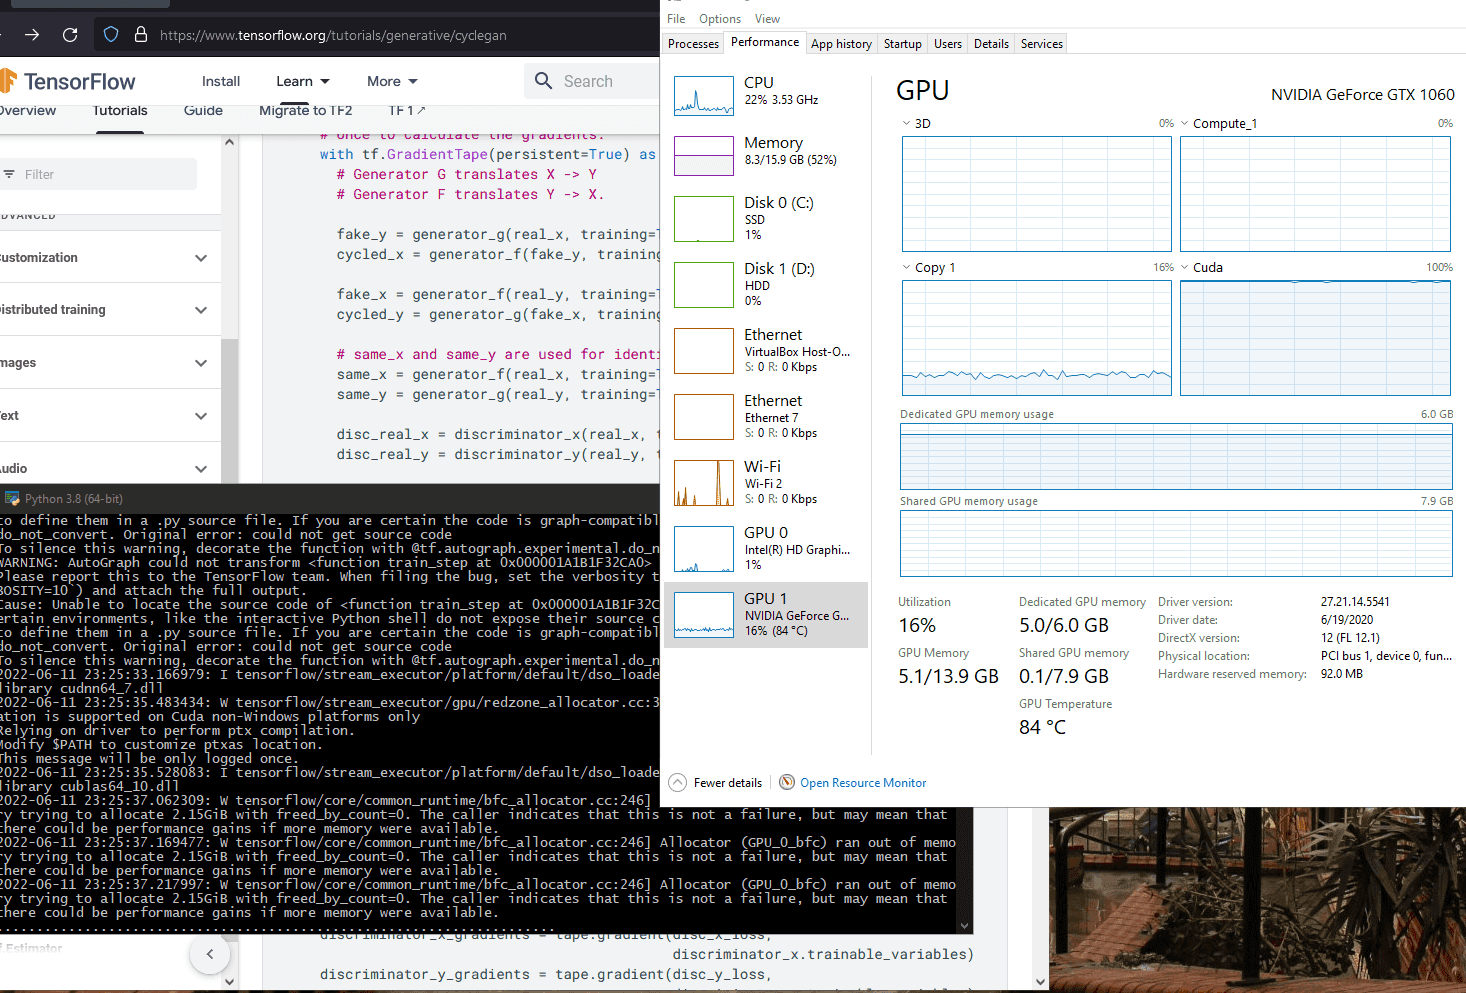 https://www.tensorflow.org/tutorials/generative/cyclegan
TensorFlow
Install
Learn
More
Search
Overview
Tutorials
Guide
Migrate to TF2
TF 1
Filter
Customization
Distributed training
Images
Text
Audio
Estimator
# once to calculate the gradients.
with tf.GradientTape(persistent=True) as
# Generator G translates X -> Y
# Generator F translates Y -> X.
fake_y = generator_g(real_x, training=
cycled_x = generator_f(fake_y, training
fake_x = generator_f(real_y, training=
cycled_y = generator_g(fake_x, training
# same_x and same_y are used for identi
same_x = generator_f(real_x, training=
same_y = generator_g(real_y, training=
disc_real_x = discriminator_x(real_x, t
disc_real_y = discriminator_y(real_y, t
Python 3.8 (64-bit)
to define them in a .py source file. If you are certain the code is graph-compatibl
do_not_convert. Original error: could not get source code
To silence this warning, decorate the function with @tf.autograph.experimental.do_n
WARNING: AutoGraph could not transform <function train_step at 0x000001A1B1F32CA0>
Please report this to the TensorFlow team. When filing the bug, set the verbosity t
BOSITY=10`) and attach the full output.
Cause: Unable to locate the source code of <function train_step at 0x000001A1B1F32C
ertain environments, like the interactive Python shell do not expose their source c
to define them in a .py source file. If you are certain the code is graph-compatibl
do_not_convert. Original error: could not get source code
To silence this warning, decorate the function with @tf.autograph.experimental.do_n
2022-06-11 23:25:33.166979: I tensorflow/stream_executor/platform/default/dso_loade
library cudnn64_7.dll
2022-06-11 23:25:35.483434: W tensorflow/stream_executor/gpu/redzone_allocator.cc:3
ation is supported on Cuda non-Windows platforms only
Relying on driver to perform ptx compilation.
Modify $PATH to customize ptxas location.
This message will be only logged once.
2022-06-11 23:25:35.528083: I tensorflow/stream_executor/platform/default/dso_loade
library cublas64_10.dll
2022-06-11 23:25:37.062309: W tensorflow/core/common_runtime/bfc_allocator.cc:246]
ry trying to allocate 2.15GiB with freed_by_count=0. The caller indicates that this is not a failure, but may mean that
there could be performance gains if more memory were available.
2022-06-11 23:25:37.169477: W tensorflow/core/common_runtime/bfc_allocator.cc:246] Allocator (GPU_0_bfc) ran out of memo
ry trying to allocate 2.15GiB with freed_by_count=0. The caller indicates that this is not a failure, but may mean that
there could be performance gains if more memory were available.
2022-06-11 23:25:37.217997: W tensorflow/core/common_runtime/bfc_allocator.cc:246] Allocator (GPU_0_bfc) ran out of memo
ry trying to allocate 2.15GiB with freed_by_count=0. The caller indicates that this is not a failure, but may mean that
there could be performance gains if more memory were available.
discriminator_x_gradients = tape.gradient(disc_x_loss,
discriminator_x.trainable_variables)
discriminator_y_gradients = tape.gradient(disc_y_loss,
File Options View
Processes Performance App history Startup Users Details Services
CPU
22% 3.53 GHz
Memory
8.3/15.9 GB (52%)
Disk 0 (C:)
SSD
1%
Disk 1 (D:)
HDD
0%
Ethernet
VirtualBox Host-O...
S: 0 R: 0 Kbps
Ethernet
Ethernet 7
S: 0 R: 0 Kbps
Wi-Fi
Wi-Fi 2
S: 0 R: 0 Kbps
GPU 0
Intel(R) HD Graphi...
1%
GPU 1
NVIDIA GeForce G...
16% (84 °C)
GPU
NVIDIA GeForce GTX 1060
3D 0%
Compute_1 0%
Copy 1 16%
Cuda 100%
Dedicated GPU memory usage 6.0 GB
Shared GPU memory usage 7.9 GB
Utilization
16%
GPU Memory
5.1/13.9 GB
Dedicated GPU memory
5.0/6.0 GB
Shared GPU memory
0.1/7.9 GB
GPU Temperature
84 °C
Driver version: 27.21.14.5541
Driver date: 6/19/2020
DirectX version: 12 (FL 12.1)
Physical location: PCI bus 1, device 0, fun...
Hardware reserved memory: 92.0 MB
Fewer details
Open Resource Monitor